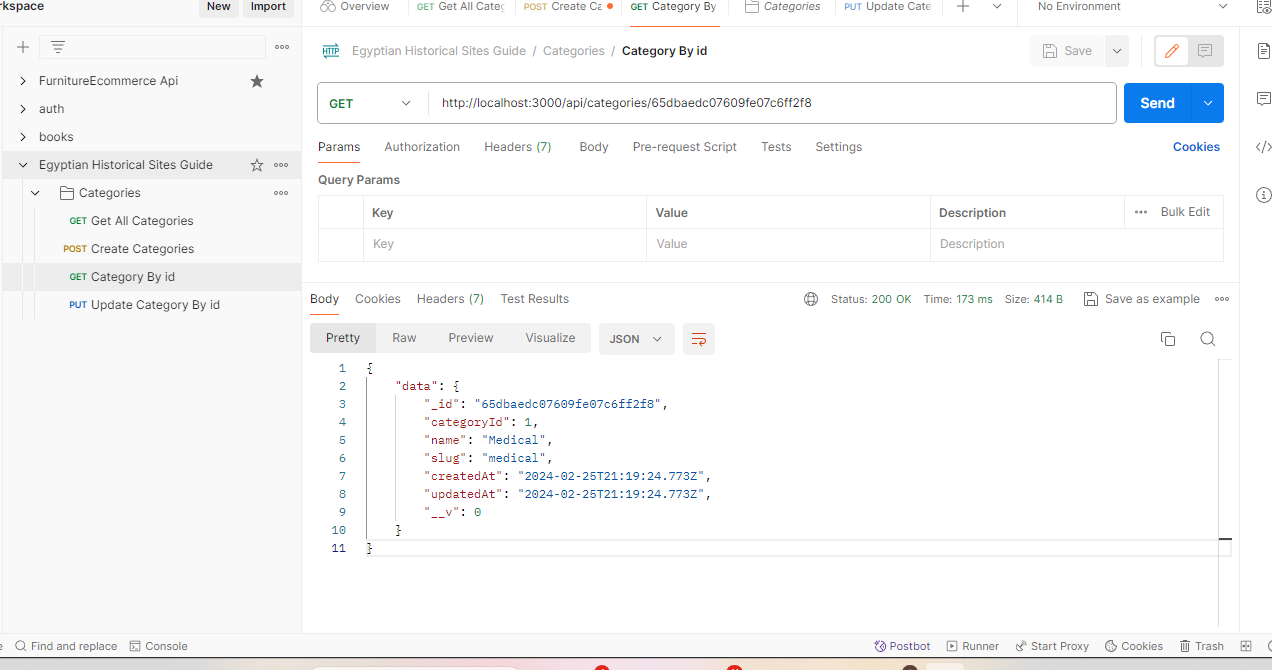 rkspace
New
Import
Overview
GET Get All Categ
POST Create Ca
GET Category By
Categories
PUT Update Cate
No Environment
FurnitureEcommerce Api
auth
books
Egyptian Historical Sites Guide
Categories
GET Get All Categories
POST Create Categories
GET Category By id
PUT Update Category By id
HTTP
Egyptian Historical Sites Guide / Categories / Category By id
Save
GET
http://localhost:3000/api/categories/65dbaedc07609fe07c6ff2f8
Send
Params Authorization Headers (7) Body Pre-request Script Tests Settings
Cookies
Query Params
Key Value Description
Bulk Edit
Key Value Description
Body Cookies Headers (7) Test Results
Status: 200 OK Time: 173 ms Size: 414 B
Save as example
Pretty Raw Preview Visualize
JSON
1 {
2 "data": {
3 "_id": "65dbaedc07609fe07c6ff2f8",
4 "categoryId": 1,
5 "name": "Medical",
6 "slug": "medical",
7 "createdAt": "2024-02-25T21:19:24.773Z",
8 "updatedAt": "2024-02-25T21:19:24.773Z",
9 "__v": 0
10 }
11 }
Find and replace
Console
Postbot
Runner
Start Proxy
Cookies
Trash